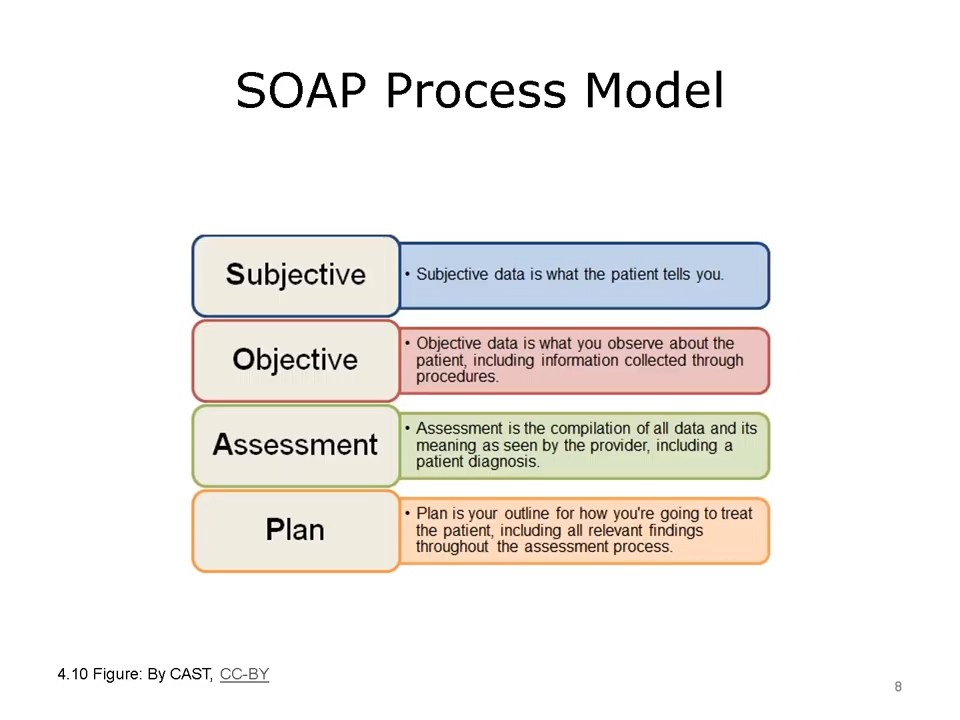 SOAP Process Model
Subjective
• Subjective data is what the patient tells you.
Objective
• Objective data is what you observe about the
patient, including information collected through
procedures.
Assessment
• Assessment is the compilation of all data and its
meaning as seen by the provider, including a
patient diagnosis.
Plan
• Plan is your outline for how you're going to treat
the patient, including all relevant findings
throughout the assessment process.
4.10 Figure: By CAST, CC-BY
8